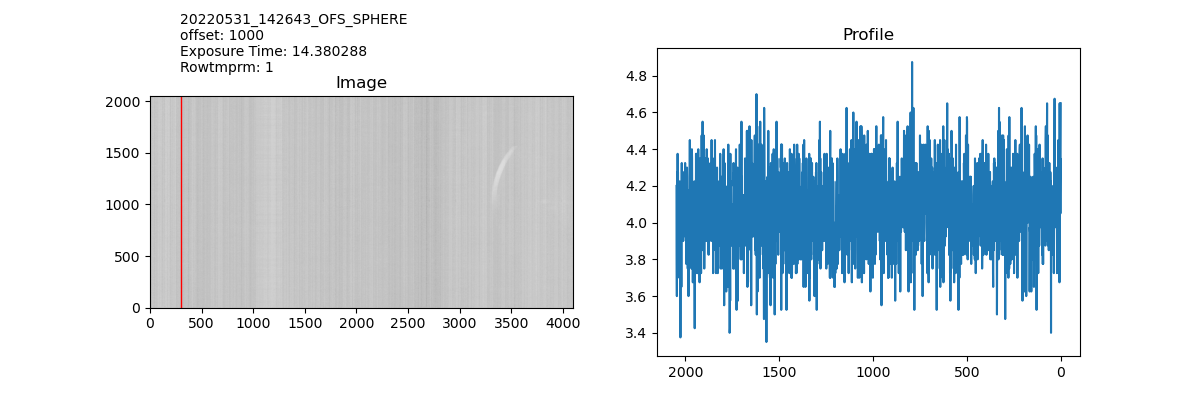 20220531_142643_OFS_SPHERE
offset: 1000
Exposure Time: 14.380288
Rowtmprm: 1
Image
2000
1500
1000
500
0
0 500 1000 1500 2000 2500 3000 3500 4000
Profile
4.8
4.6
4.4
4.2
4.0
3.8
3.6
3.4
2000 1500 1000 500 0